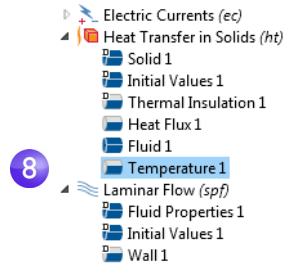 Electric Currents (ec)
Heat Transfer in Solids (ht)
Solid 1
Initial Values 1
Thermal Insulation 1
Heat Flux 1
Fluid 1
8 Temperature 1
Laminar Flow (spf)
Fluid Properties 1
Initial Values 1
Wall 1